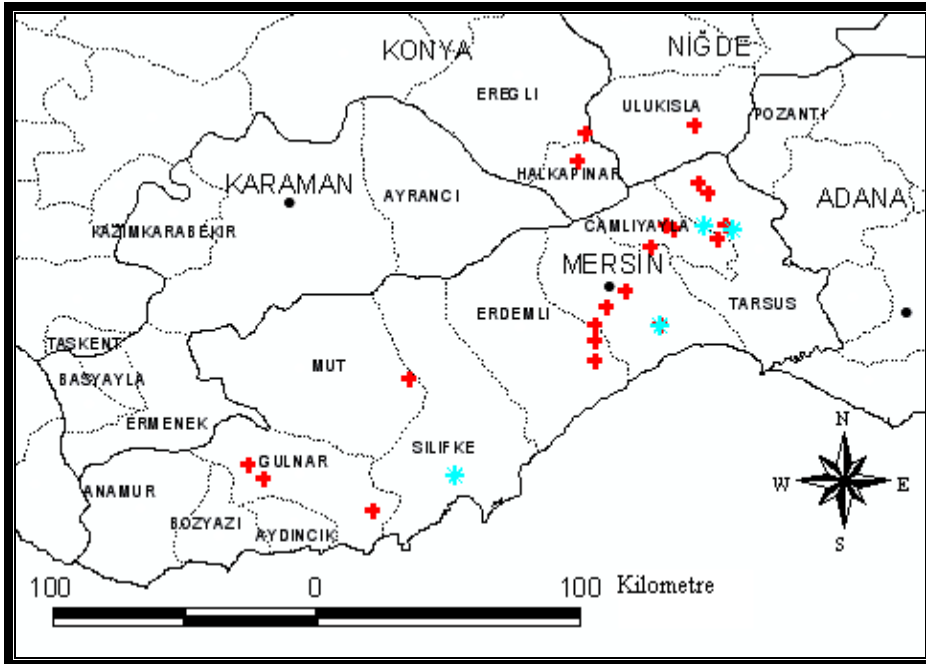 KONYA
NİĞDE
EREGLI
ULUKISLA
POZANTI
HALKAPINAR
KARAMAN
AYRANCI
ADANA
KAZIMKARABEKIR
CAMLIYAYLA
MERSİN
TARSUS
ERDEMLI
TASKENT
BASYAYLA
MUT
ERMENEK
SILIFKE
GULNAR
ANAMUR
BOZYAZI
AYDINCIK
N
W E
S
100 0 100 Kilometre